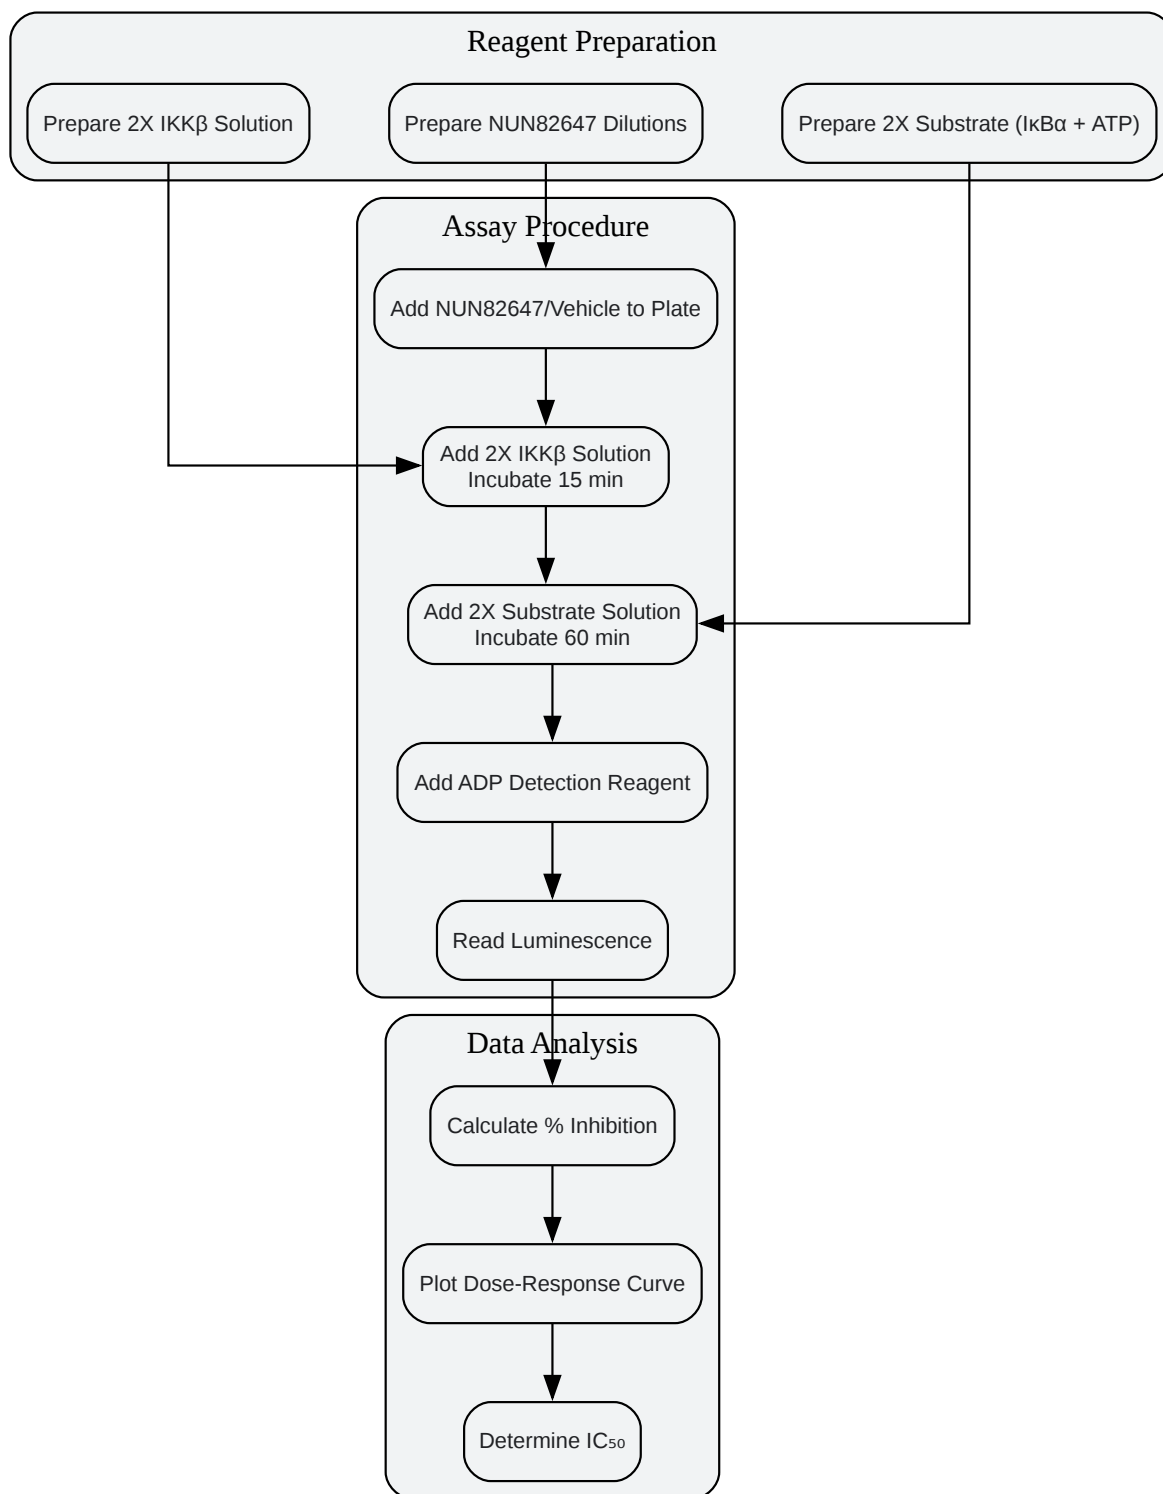 Reagent Preparation
Prepare 2X IKKβ Solution
Prepare NUN82647 Dilutions
Prepare 2X Substrate (IκBα + ATP)
Assay Procedure
Add NUN82647/Vehicle to Plate
Add 2X IKKβ Solution
Incubate 15 min
Add 2X Substrate Solution
Incubate 60 min
Add ADP Detection Reagent
Read Luminescence
Data Analysis
Calculate % Inhibition
Plot Dose-Response Curve
Determine IC₅₀